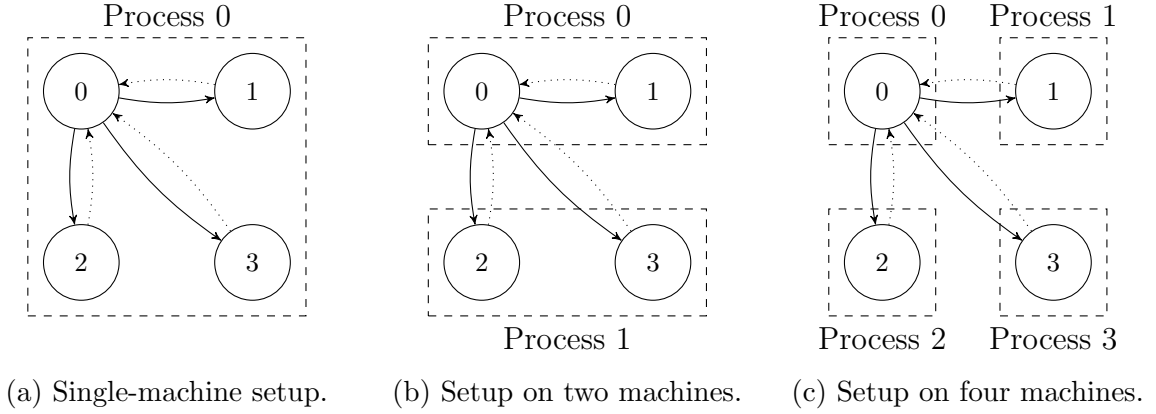 Process 0
0
1
2
3
(a) Single-machine setup.
Process 0
0
1
2
3
Process 1
(b) Setup on two machines.
Process 0
Process 1
0
1
2
3
Process 2
Process 3
(c) Setup on four machines.